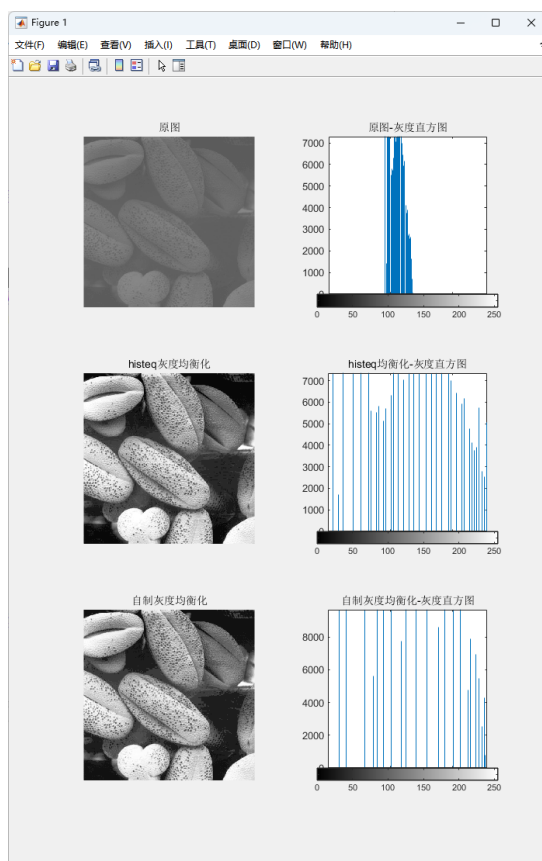 Figure 1
文件(F) 编辑(E) 查看(V) 插入(I) 工具(T) 桌面(D) 窗口(W) 帮助(H)
原图
原图-灰度直方图
7000
6000
5000
4000
3000
2000
1000
0
0 50 100 150 200 250
histeq灰度均衡化
histeq均衡化-灰度直方图
7000
6000
5000
4000
3000
2000
1000
0
0 50 100 150 200 250
自制灰度均衡化
自制灰度均衡化-灰度直方图
8000
6000
4000
2000
0
0 50 100 150 200 250